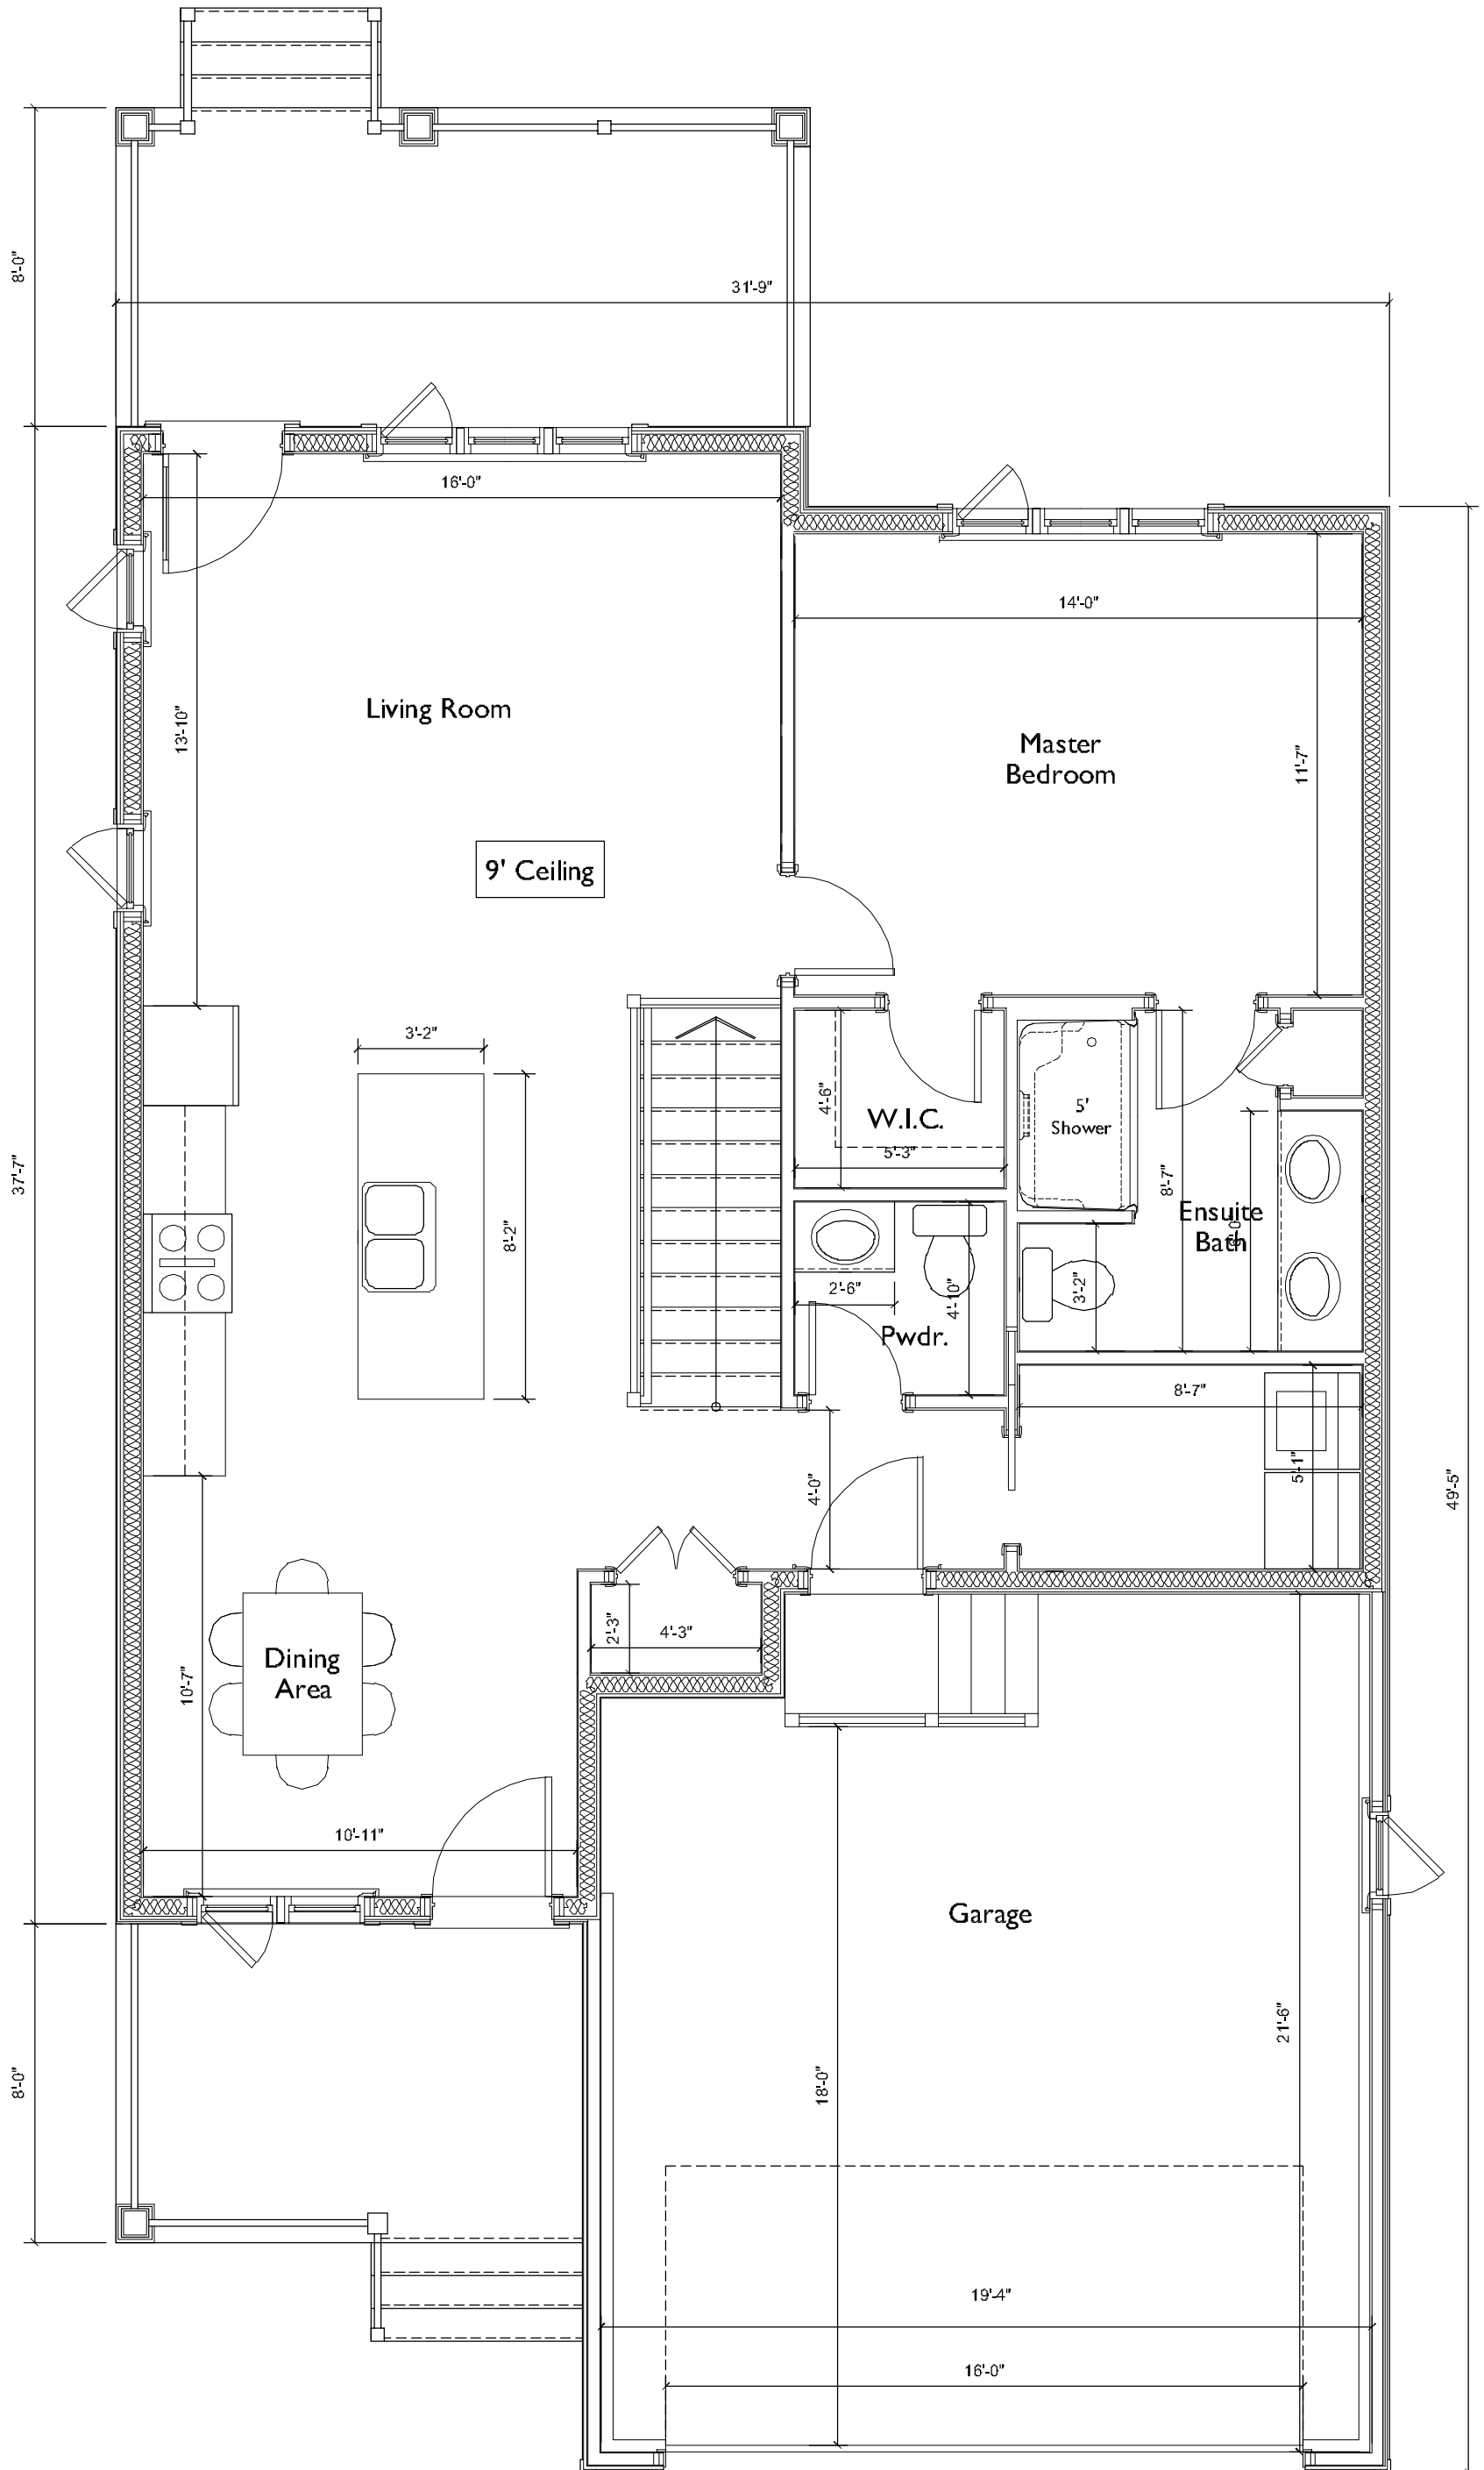 8'-0"
31'-9"
16'-0"
14'-0"
13'-10"
Living Room
Master
Bedroom
11'-7"
9' Ceiling
3'-2"
4'-6"
W.I.C.
5'-3"
5'
Shower
37'-7"
8'-7"
8'-2"
Ensuite
Bath
2'-6"
4'-10"
3'-2"
Pwdr.
8'-7"
4'-0"
5'-1"
49'-5"
2'-3"
4'-3"
Dining
Area
10'-7"
10'-11"
Garage
21'-6"
8'-0"
18'-0"
19'-4"
16'-0"